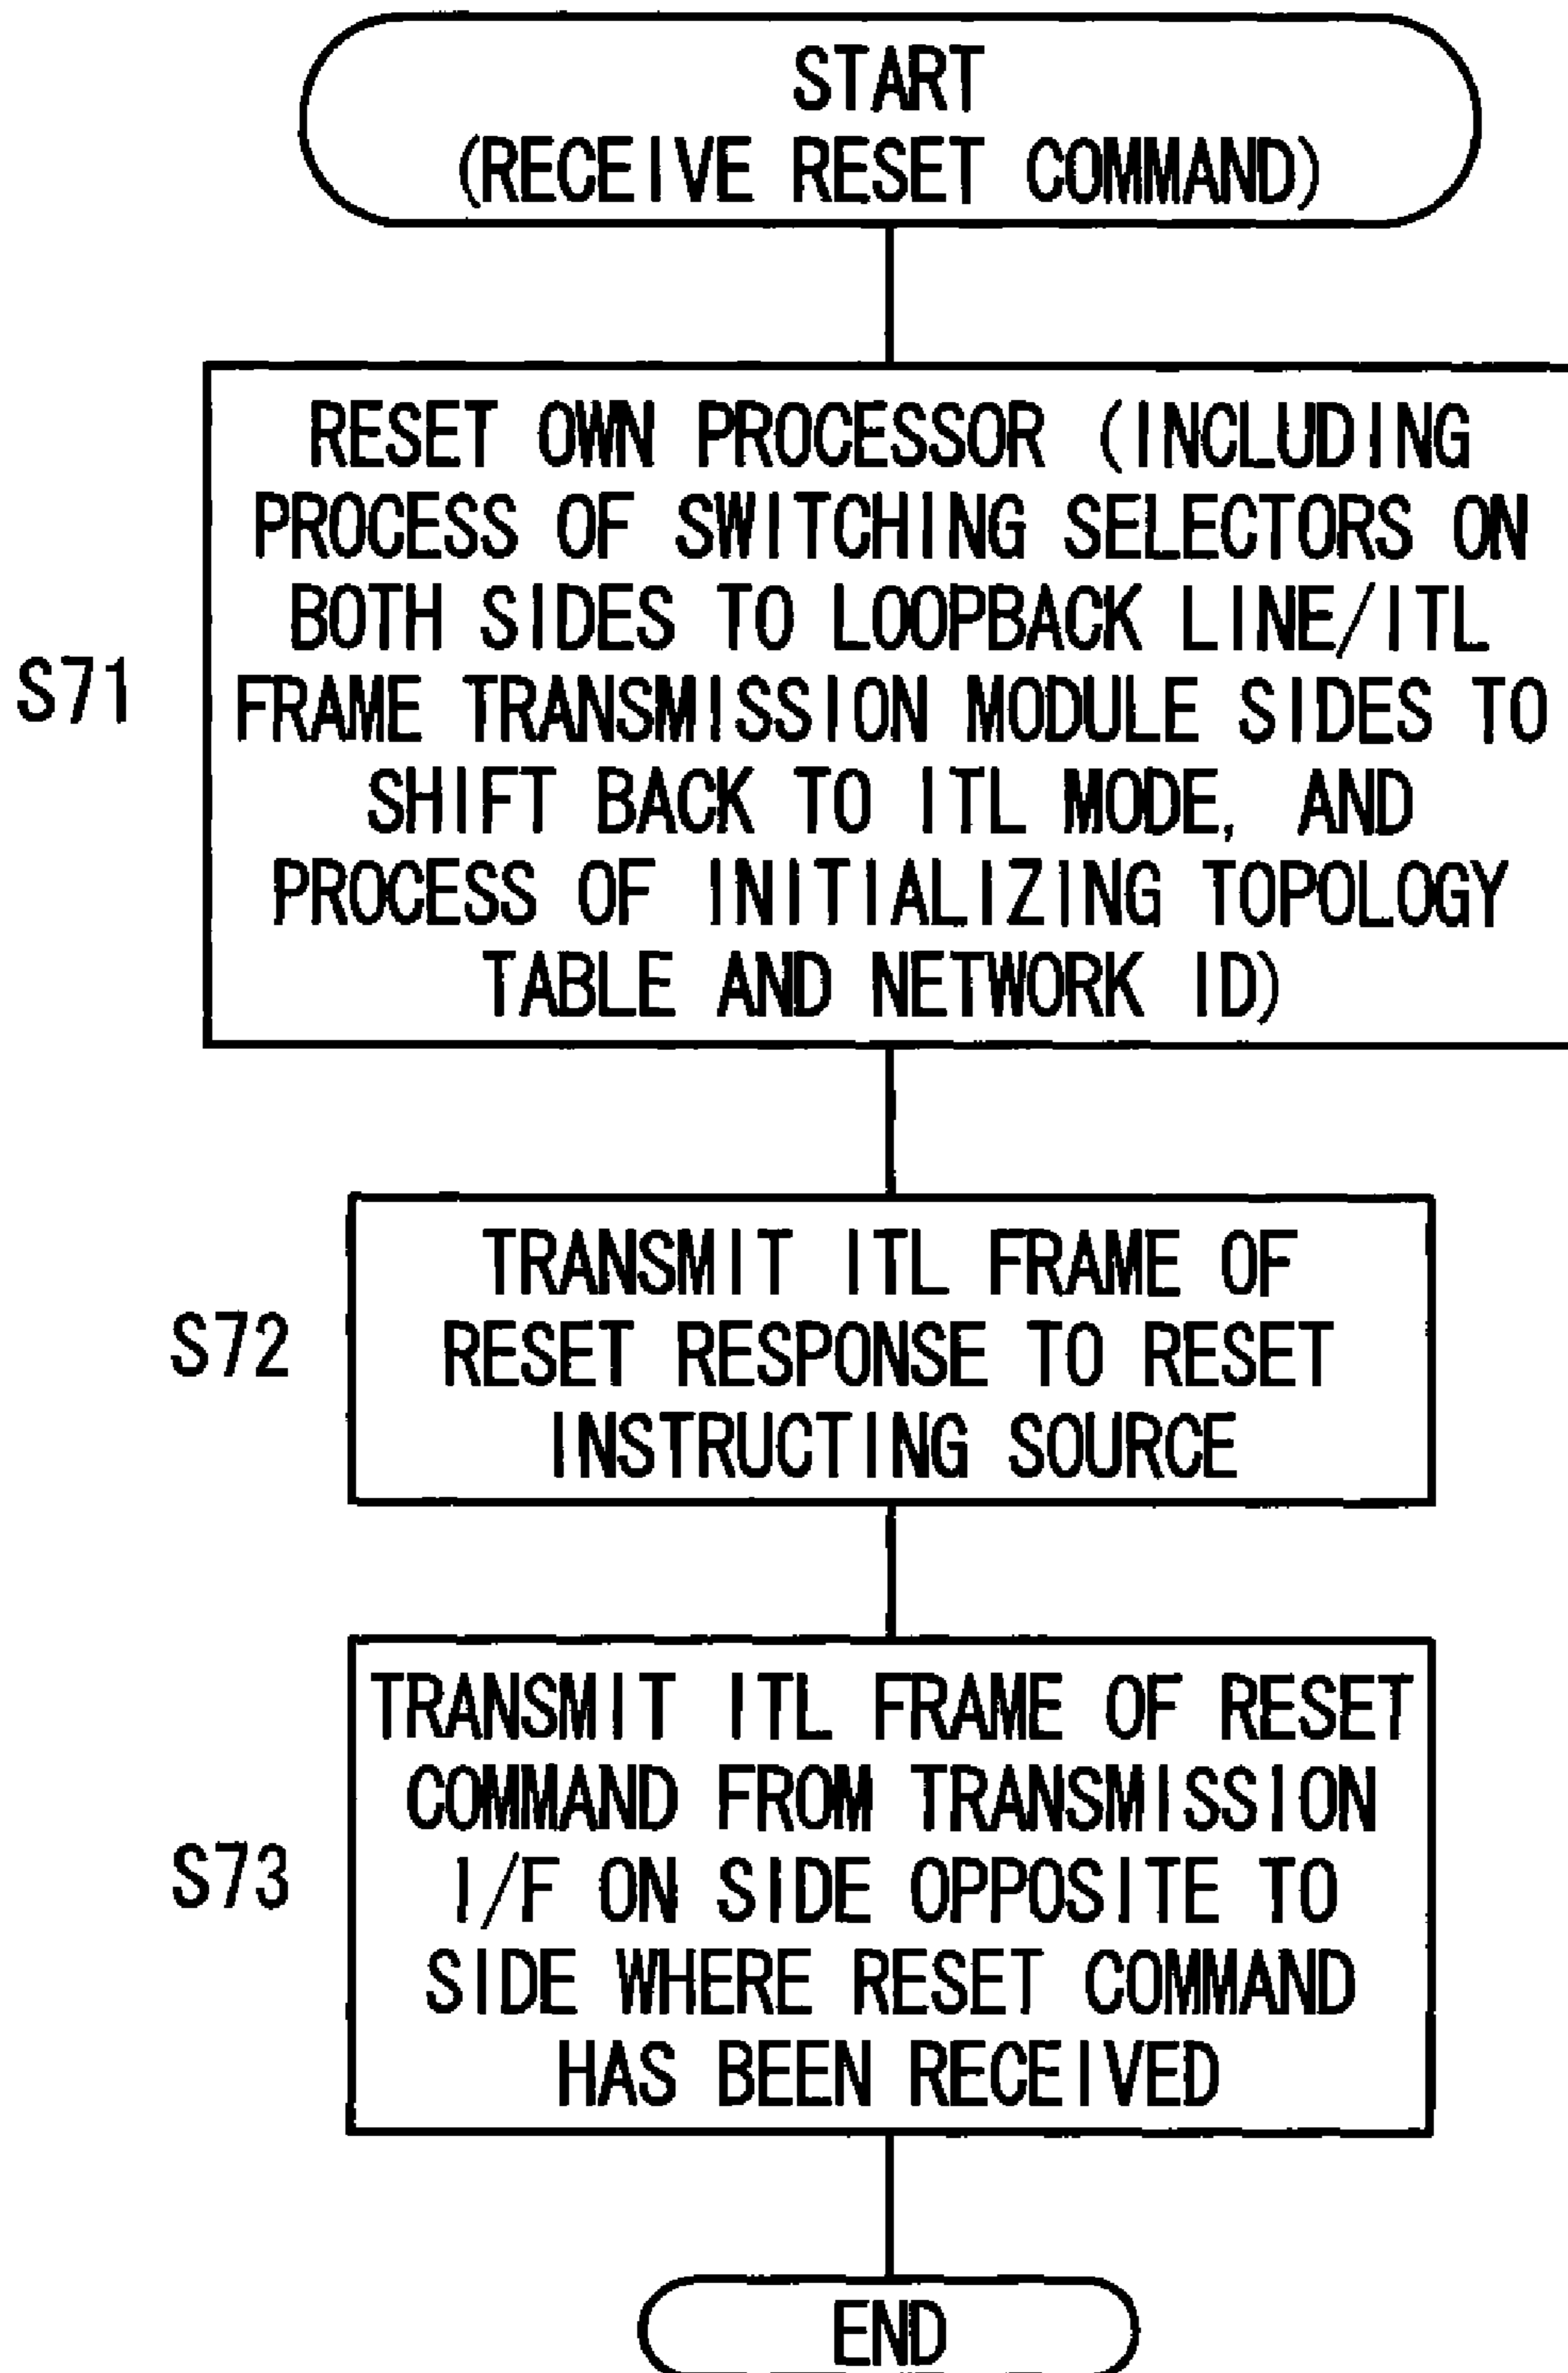 START
(RECEIVE RESET COMMAND)
S71
RESET OWN PROCESSOR (INCLUDING
PROCESS OF SWITCHING SELECTORS ON
BOTH SIDES TO LOOPBACK LINE/ITL
FRAME TRANSMISSION MODULE SIDES TO
SHIFT BACK TO ITL MODE, AND
PROCESS OF INITIALIZING TOPOLOGY
TABLE AND NETWORK ID)
S72
TRANSMIT ITL FRAME OF
RESET RESPONSE TO RESET
INSTRUCTING SOURCE
S73
TRANSMIT ITL FRAME OF RESET
COMMAND FROM TRANSMISSION
I/F ON SIDE OPPOSITE TO
SIDE WHERE RESET COMMAND
HAS BEEN RECEIVED
END